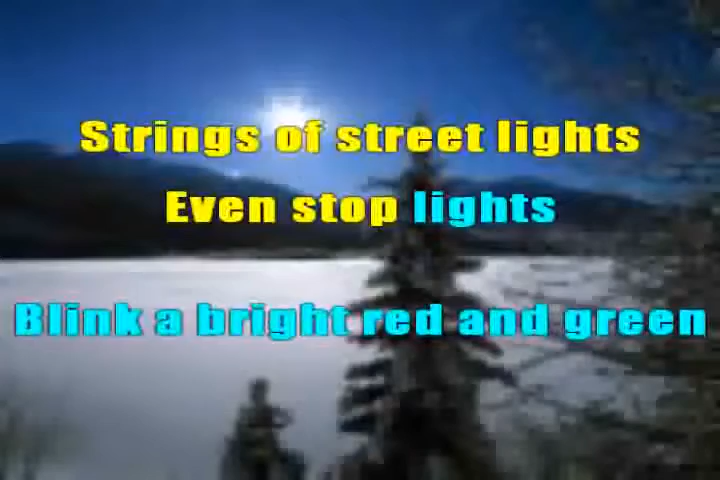 Strings of street lights
Even stop lights
Blink a bright red and green